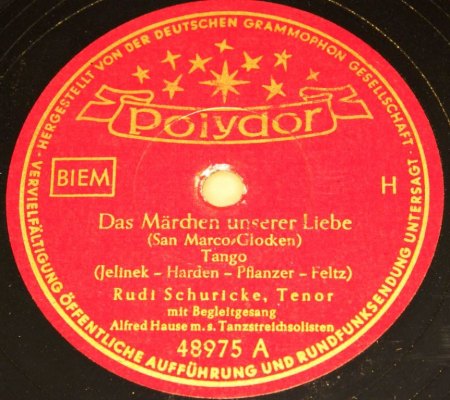 HERGESTELLT VON DER DEUTSCHEN GRAMMOPHON GESELLSCHAFT · VERVIELFÄLTIGUNG ÖFFENTLICHE AUFFÜHRUNG UND RUNDFUNKSENDUNG UNTERSAGT ·
Polydor
BIEM
H
Das Märchen unserer Liebe
(San Marco-Glocken)
Tango
(Jelinek - Harden - Pflanzer - Feltz)
Rudi Schuricke, Tenor
mit Begleitgesang
Alfred Hause m. s. Tanzstreichsolisten
48975 A